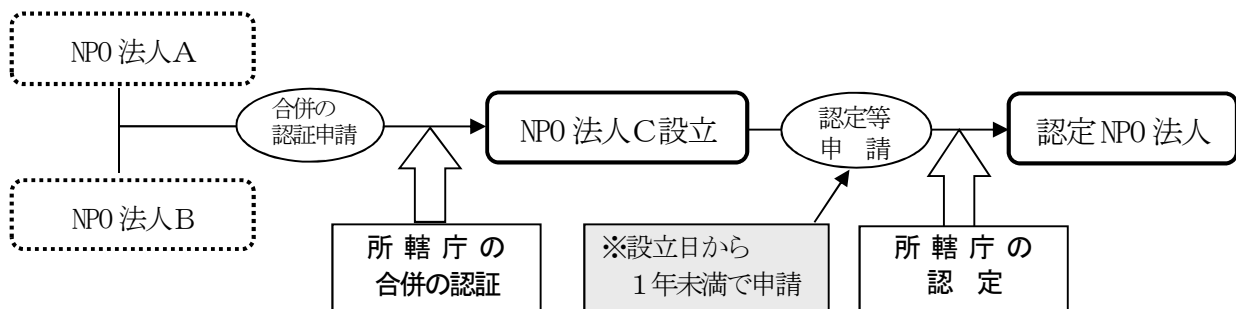 NPO法人A
NPO法人B
合併の
認証申請
NPO法人C設立
認定等
申　請
認定NPO法人
所 轄 庁 の
合併の認証
※設立日から
１年未満で申請
所 轄 庁 の
認　定